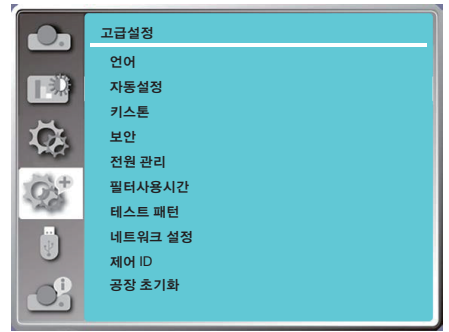 고급설정
언어
자동설정
키스톤
보안
전원 관리
필터사용시간
테스트 패턴
네트워크 설정
제어 ID
공장 초기화